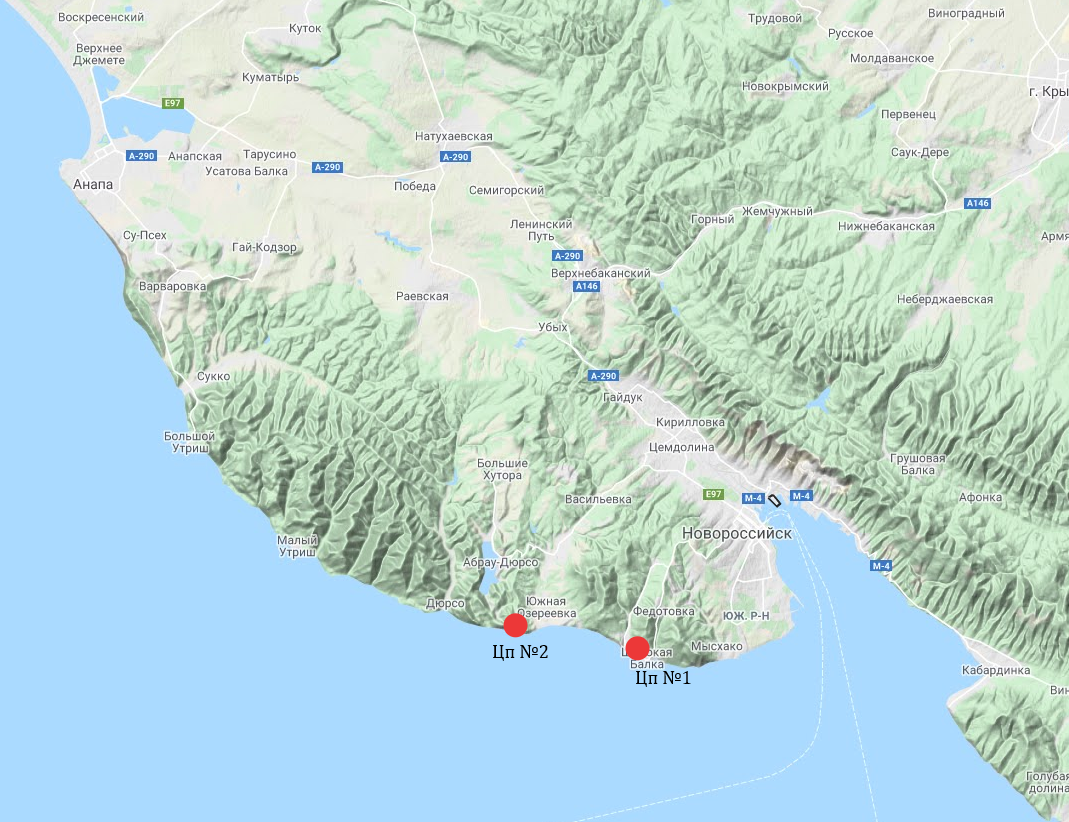 Воскресенский
Трудовой
Виноградный
Куток
Русское
Верхнее
Джемете
Молдаванское
Куматырь
Новокрымский
г. Кры
E97
Первенец
Натухаевская
Саук-Дере
А-290
Анапская
Тарусино
А-290
А-290
Усатова Балка
Анапа
Победа
Семигорский
А146
Жемчужный
Горный
Ленинский
Путь
Нижнебаканская
Су-Псех
Гай-Кодзор
Армя
А-290
Верхнебаканский
А146
Варваровка
Раевская
Неберджаевская
Убых
Сукко
А-290
Гайдук
Кирилловка
Большой
Утриш
Цемдолина
Большие
Хутора
Грушовая
Балка
Васильевка
E97
М-4
М-4
Афонка
Новороссийск
Малый
Утриш
Абрау-Дюрсо
М-4
Дюрсо
Южная
Озереевка
Федотовка
ЮЖ. Р-Н
Цп №2
Балка
Мысхако
Цп №1
Кабардинка
Вин
Голубая
долина